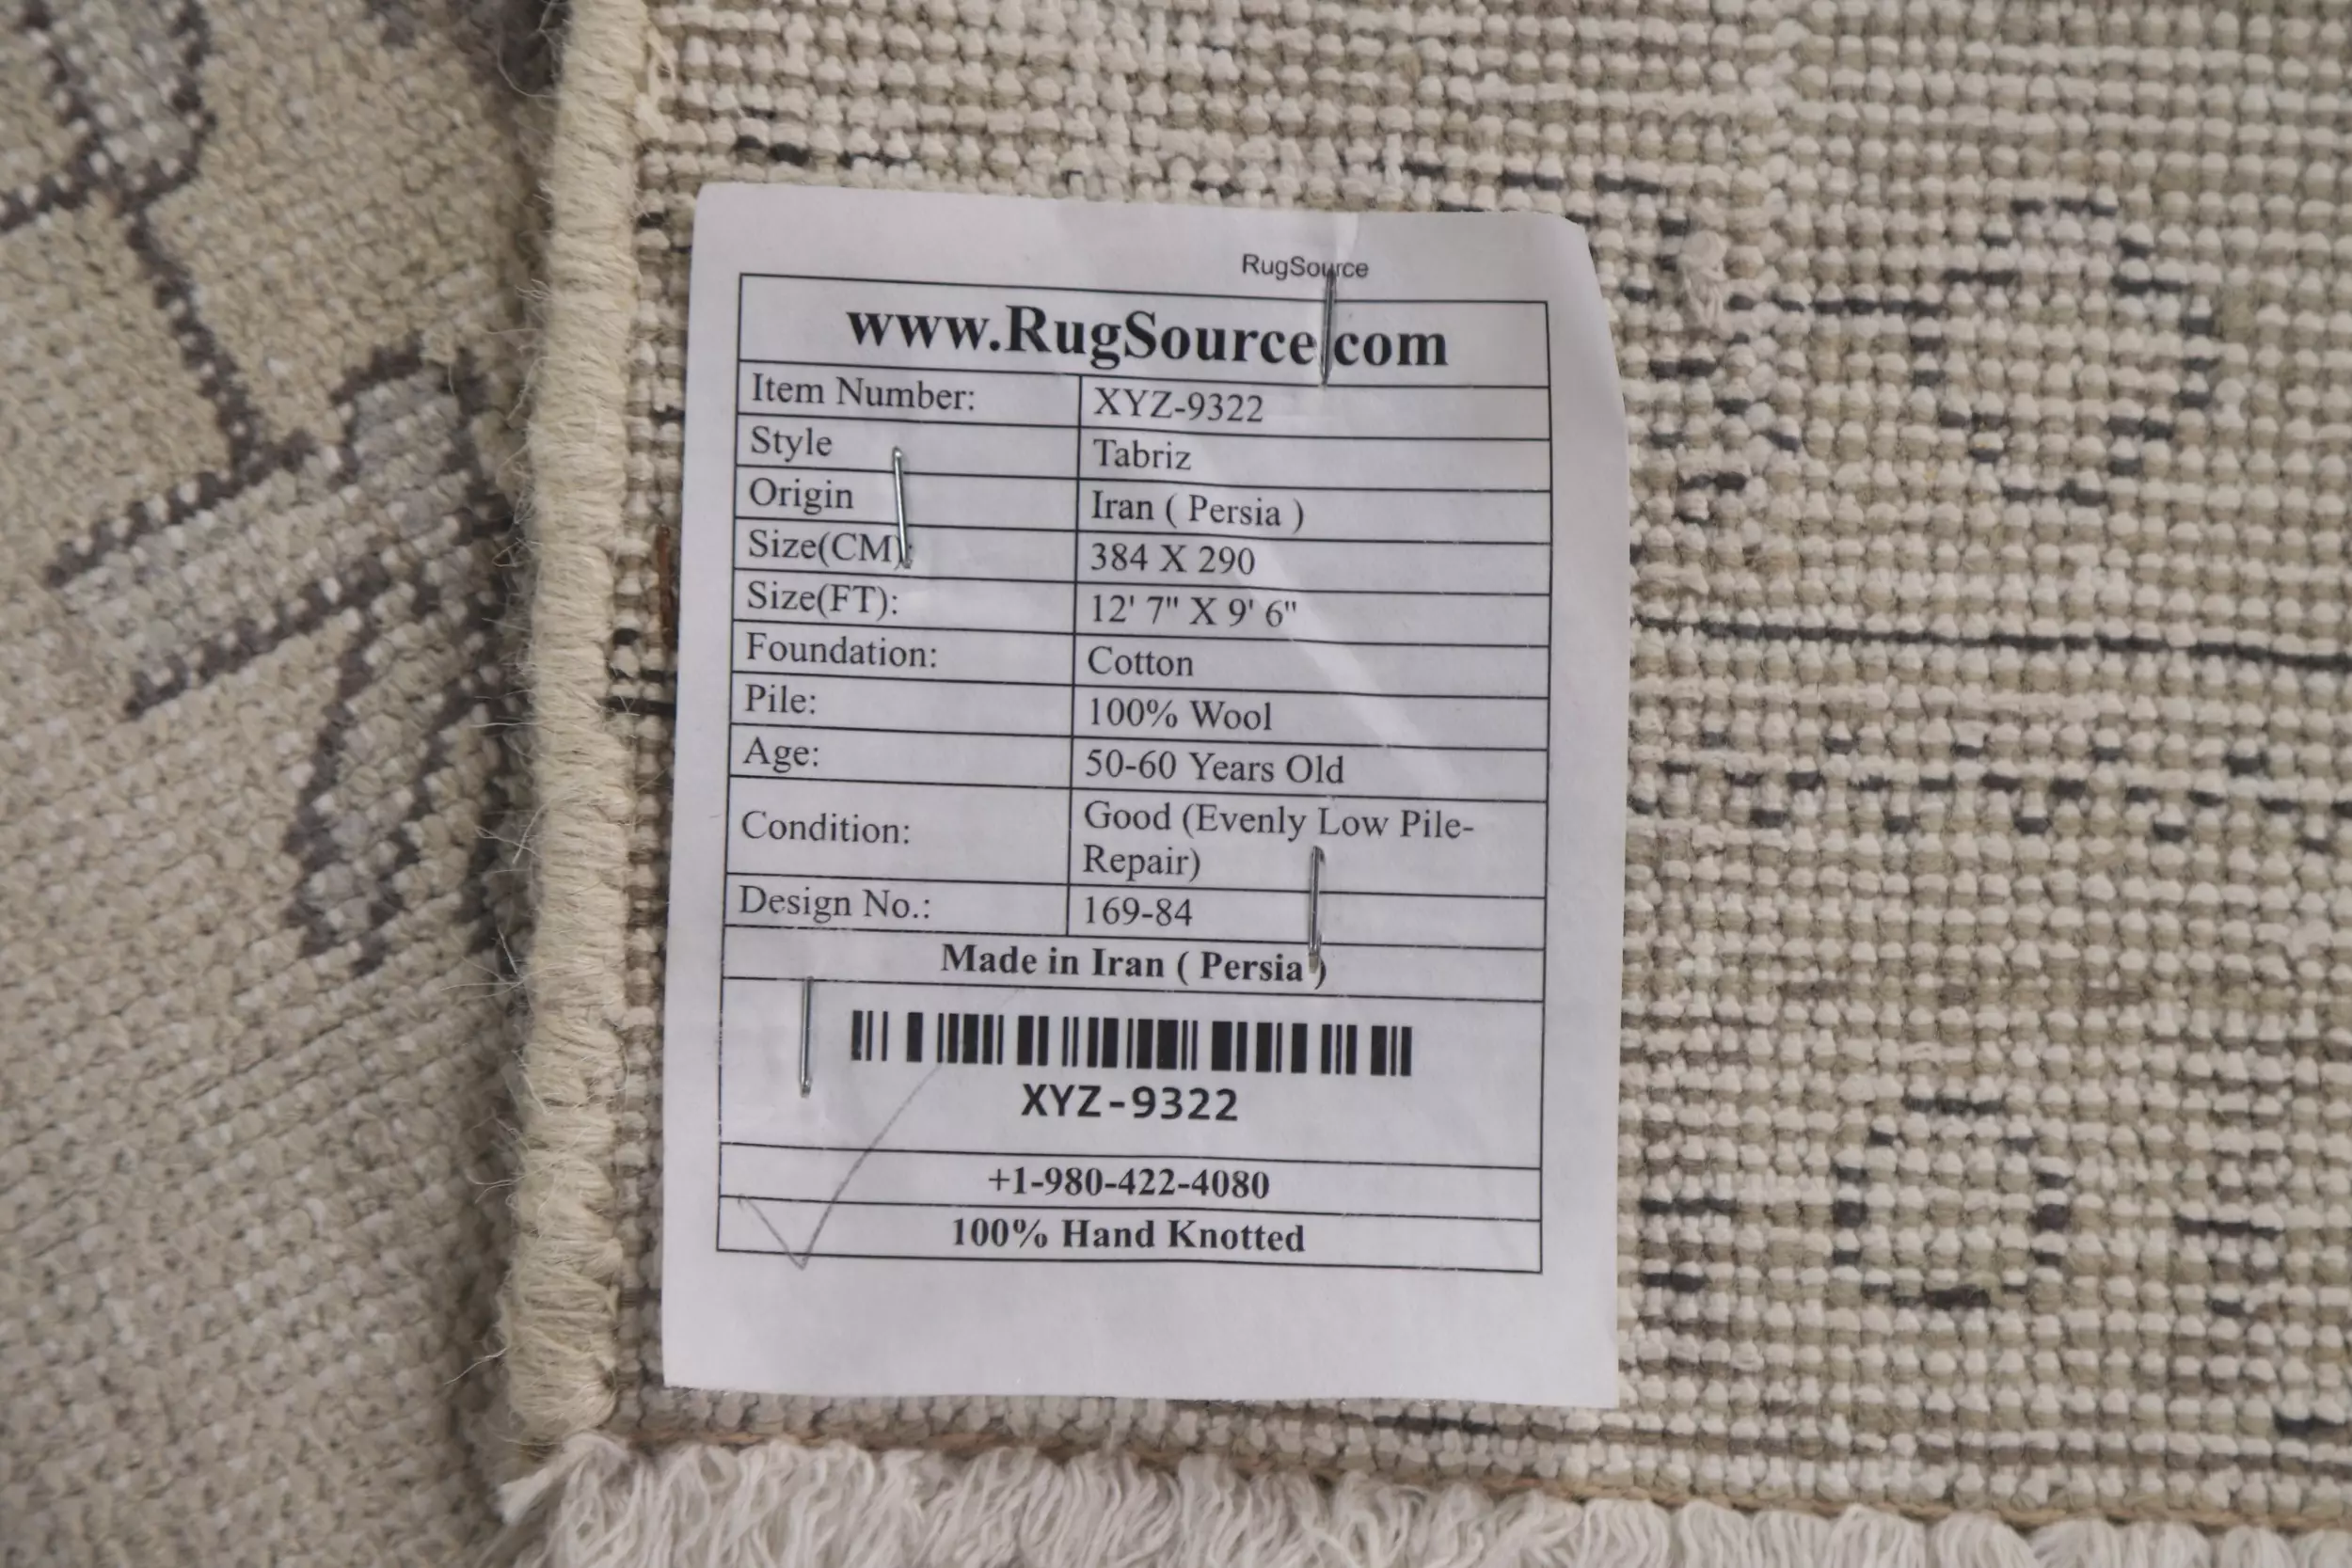 RugSource
www.RugSource.com
Item Number: XYZ-9322
Style Tabriz
Origin Iran ( Persia )
Size(CM): 384 X 290
Size(FT): 12' 7" X 9' 6"
Foundation: Cotton
Pile: 100% Wool
Age: 50-60 Years Old
Condition: Good (Evenly Low Pile-
Repair)
Design No.: 169-84
Made in Iran ( Persia )
XYZ-9322
+1-980-422-4080
100% Hand Knotted